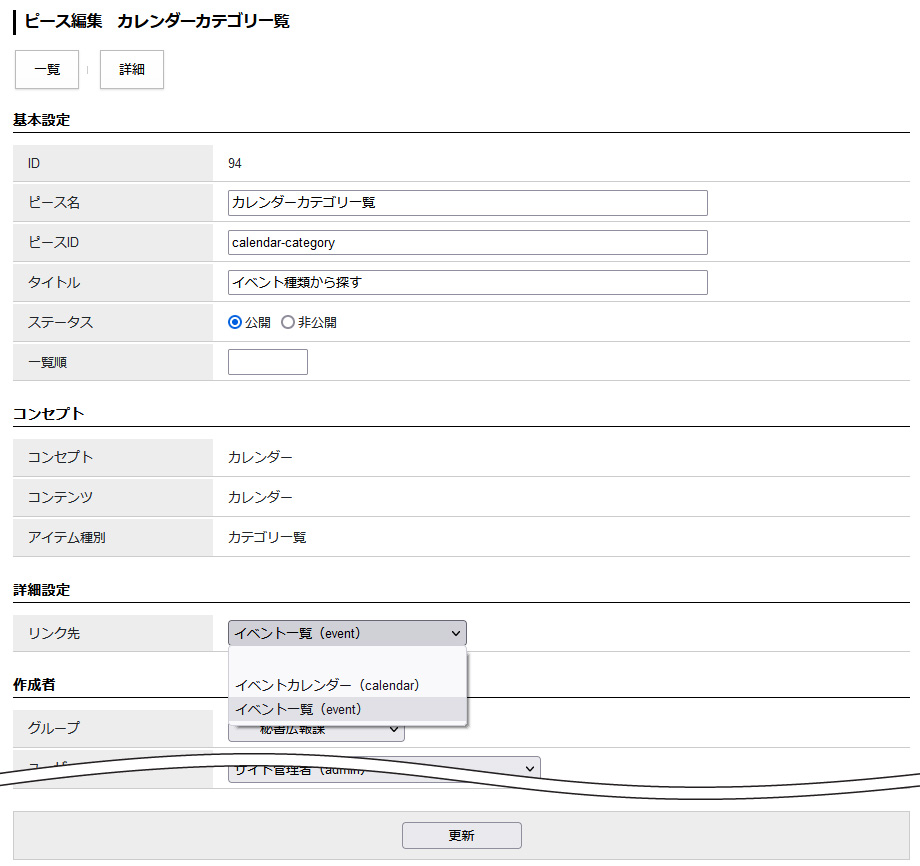 ピース編集　カレンダーカテゴリ一覧
一覧
詳細
基本設定
ID 94
ピース名 カレンダーカテゴリ一覧
ピースID calendar-category
タイトル イベント種類から探す
ステータス 公開 非公開
一覧順
コンセプト
コンセプト カレンダー
コンテンツ カレンダー
アイテム種別 カテゴリ一覧
詳細設定
リンク先 イベント一覧（event）
イベントカレンダー（calendar）
イベント一覧（event）
作成者
グループ 秘書広報課
サイト管理者（admin）
更新